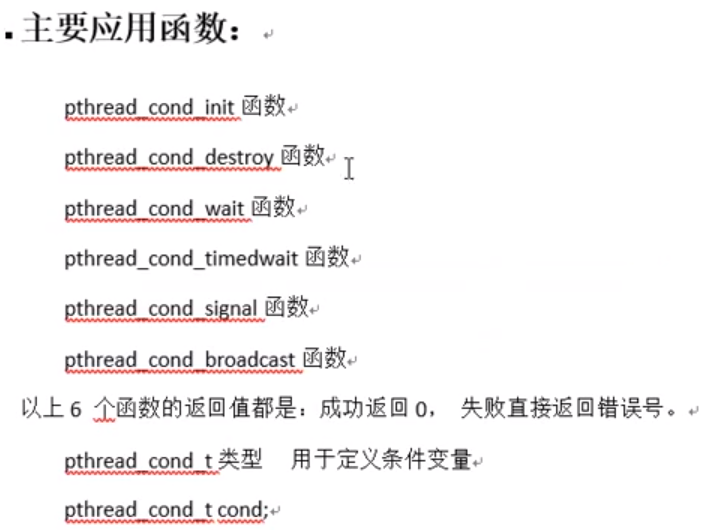 主要应用函数：
pthread_cond_init 函数
pthread_cond_destroy 函数
pthread_cond_wait 函数
pthread_cond_timedwait 函数
pthread_cond_signal 函数
pthread_cond_broadcast 函数
以上 6 个函数的返回值都是：成功返回 0， 失败直接返回错误号。
pthread_cond_t 类型 用于定义条件变量
pthread_cond_t cond;